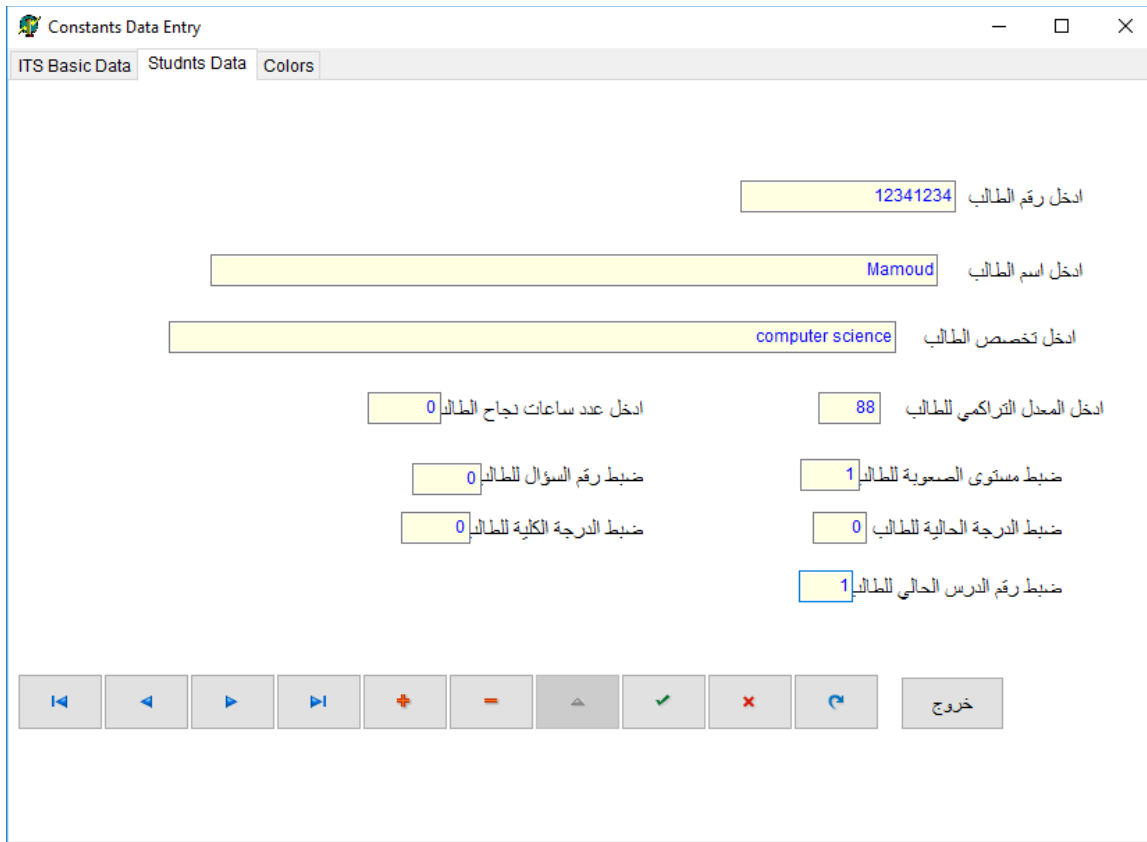 Constants Data Entry
ITS Basic Data Studnts Data Colors
ادخل رقم الطالب 12341234
ادخل اسم الطالب Mamoud
ادخل تخصص الطالب computer science
ادخل المعدل التراكمي للطالب 88 ادخل عدد ساعات نجاح الطالب 0
ضبط مستوى الصعوبة للطالب 1 ضبط رقم السؤال للطالب 0
ضبط الدرجة الحالية للطالب 0 ضبط الدرجة الكلية للطالب 0
ضبط رقم الدرس الحالي للطالب 1
خروج